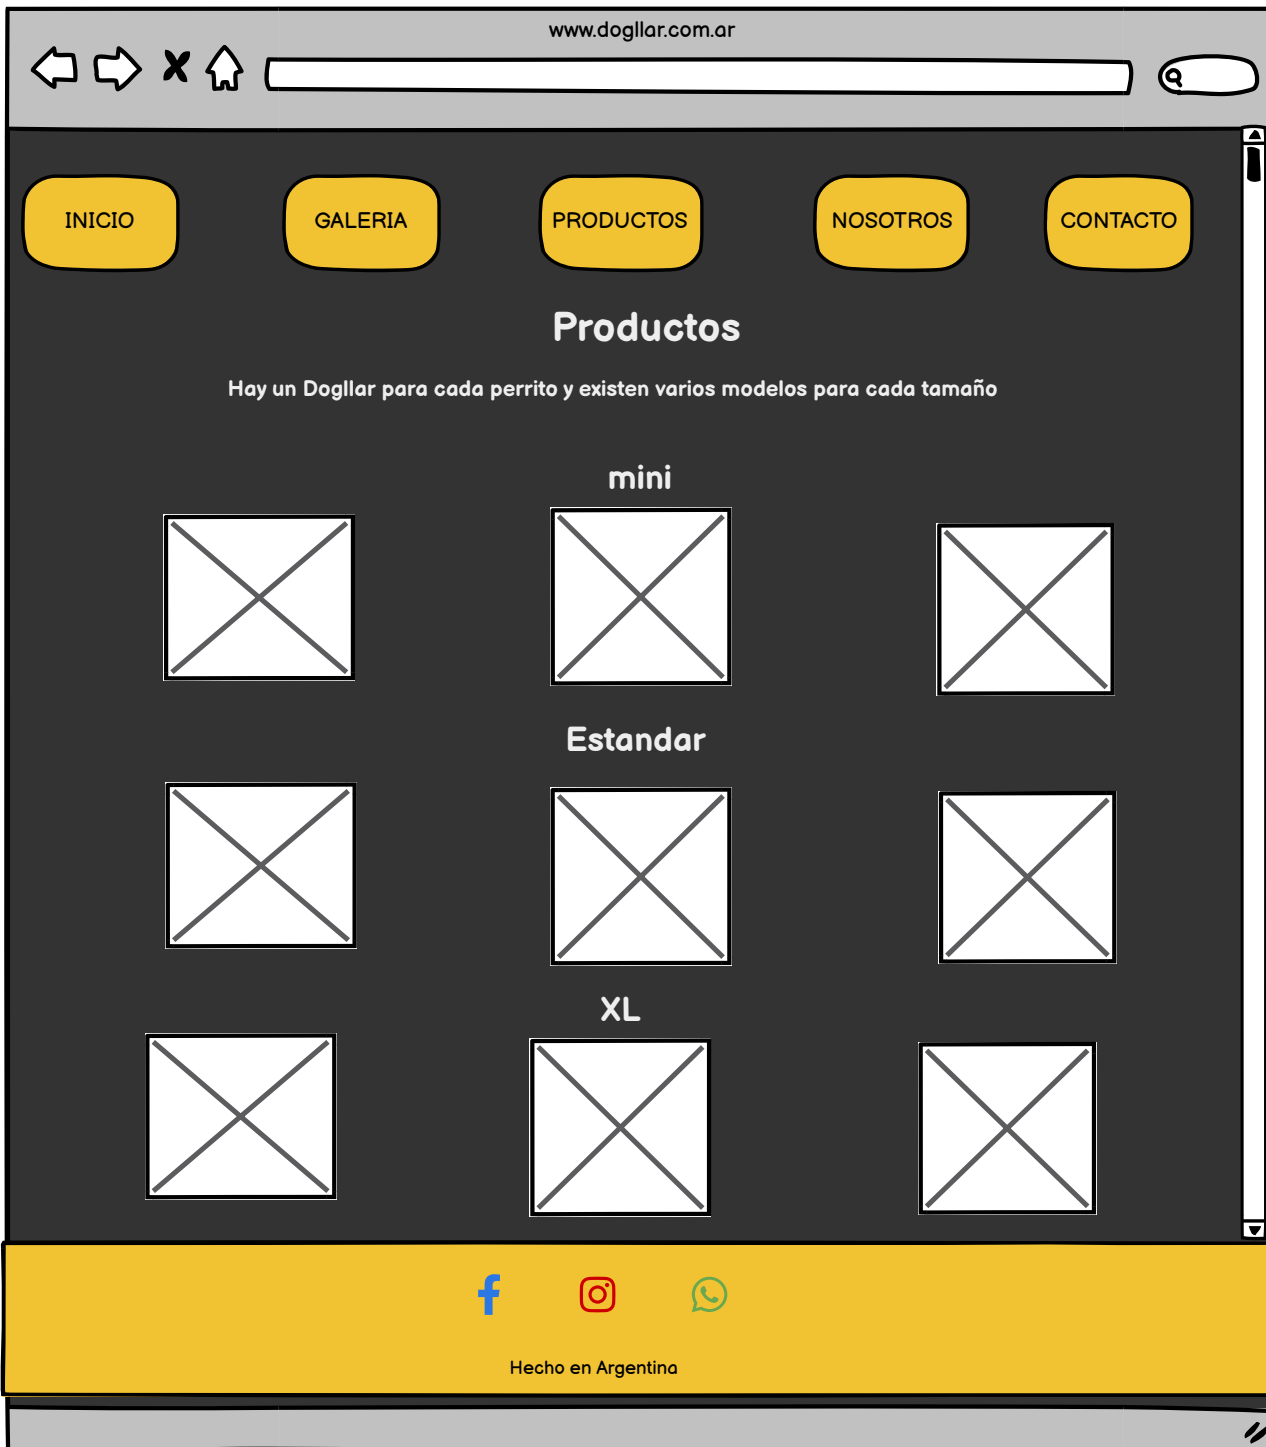 www.dogllar.com.ar
INICIO
GALERIA
PRODUCTOS
NOSOTROS
CONTACTO
Productos
Hay un Dogllar para cada perrito y existen varios modelos para cada tamaño
mini
Estandar
XL
Hecho en Argentina